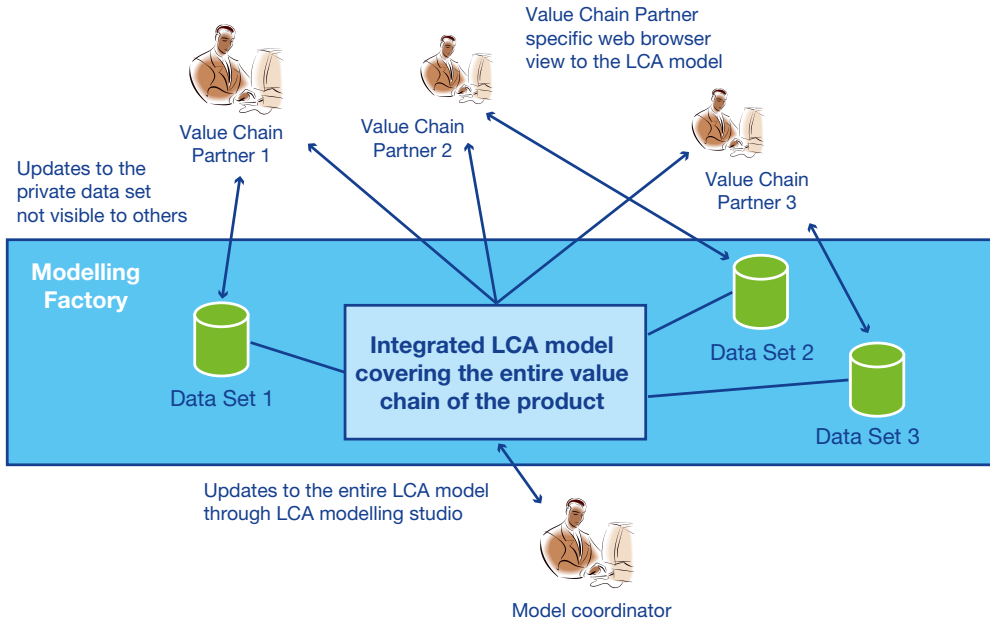 Value Chain Partner
specific web browser
view to the LCA model
Value Chain
Partner 1
Value Chain
Partner 2
Value Chain
Partner 3
Updates to the
private data set
not visible to others
Modelling
Factory
Integrated LCA model
covering the entire value
chain of the product
Data Set 1
Data Set 2
Data Set 3
Updates to the entire LCA model
through LCA modelling studio
Model coordinator